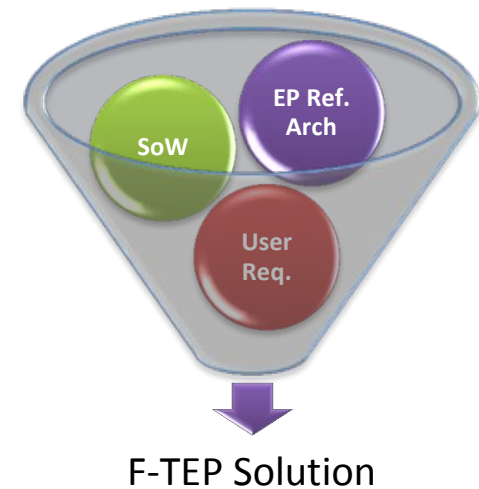 EP Ref.
Arch
SoW
User
Req.
F-TEP Solution